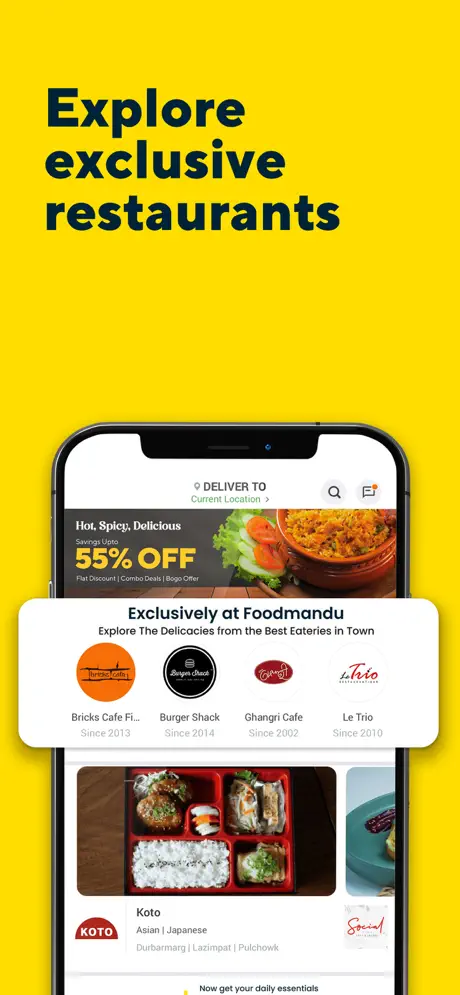 Explore
exclusive
restaurants
DELIVER TO
Current Location >
Hot, Spicy, Delicious
Savings Upto
55% OFF
Flat Discount | Combo Deals | Bogo Offer
Exclusively at Foodmandu
Explore The Delicacies from the Best Eateries in Town
bricks café
Burger Shack
Le Trio
Bricks Cafe Fi...
Burger Shack
Ghangri Cafe
Le Trio
Since 2013
Since 2014
Since 2002
Since 2010
KOTO
Koto
Asian | Japanese
Durbarmarg | Lazimpat | Pulchowk
Social
Now get your daily essentials